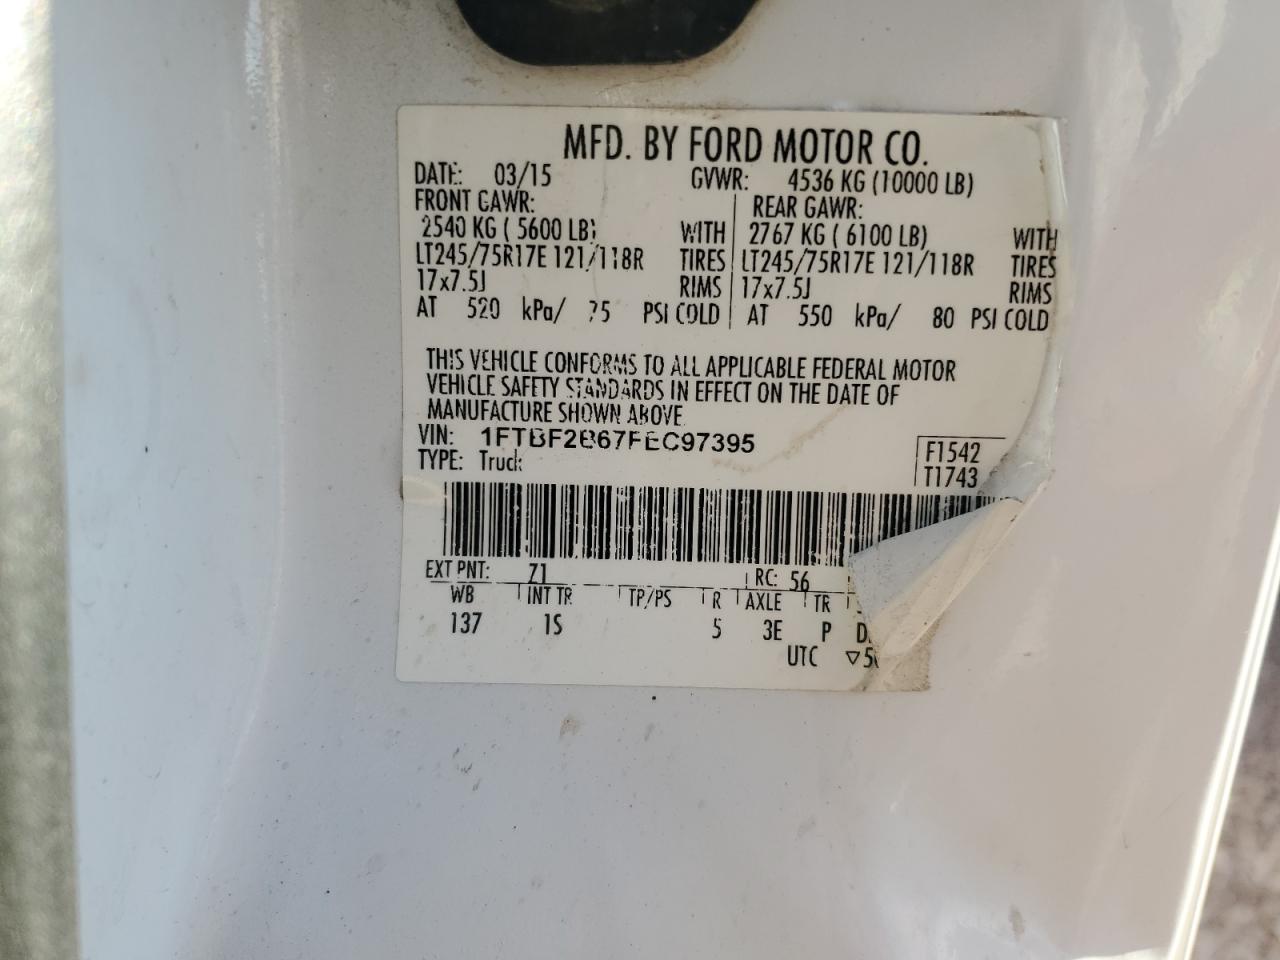 MFD. BY FORD MOTOR CO.
DATE: 03/15 GVWR: 4536 KG (10000 LB)
FRONT GAWR: REAR GAWR:
2540 KG ( 5600 LB) WITH 2767 KG ( 6100 LB) WITH
LT245/75R17E 121/118R TIRES LT245/75R17E 121/118R TIRES
17x7.5J RIMS 17x7.5J RIMS
AT 520 kPa/ 75 PSI COLD AT 550 kPa/ 80 PSI COLD
THIS VEHICLE CONFORMS TO ALL APPLICABLE FEDERAL MOTOR
VEHICLE SAFETY STANDARDS IN EFFECT ON THE DATE OF
MANUFACTURE SHOWN ABOVE.
VIN: 1FTBF2B67FEC97395
F1542
TYPE: Truck
T1743
EXT PNT: Z1 RC: 56
WB INT TR TP/PS R AXLE TR
137 1S 5 3E P
UTC